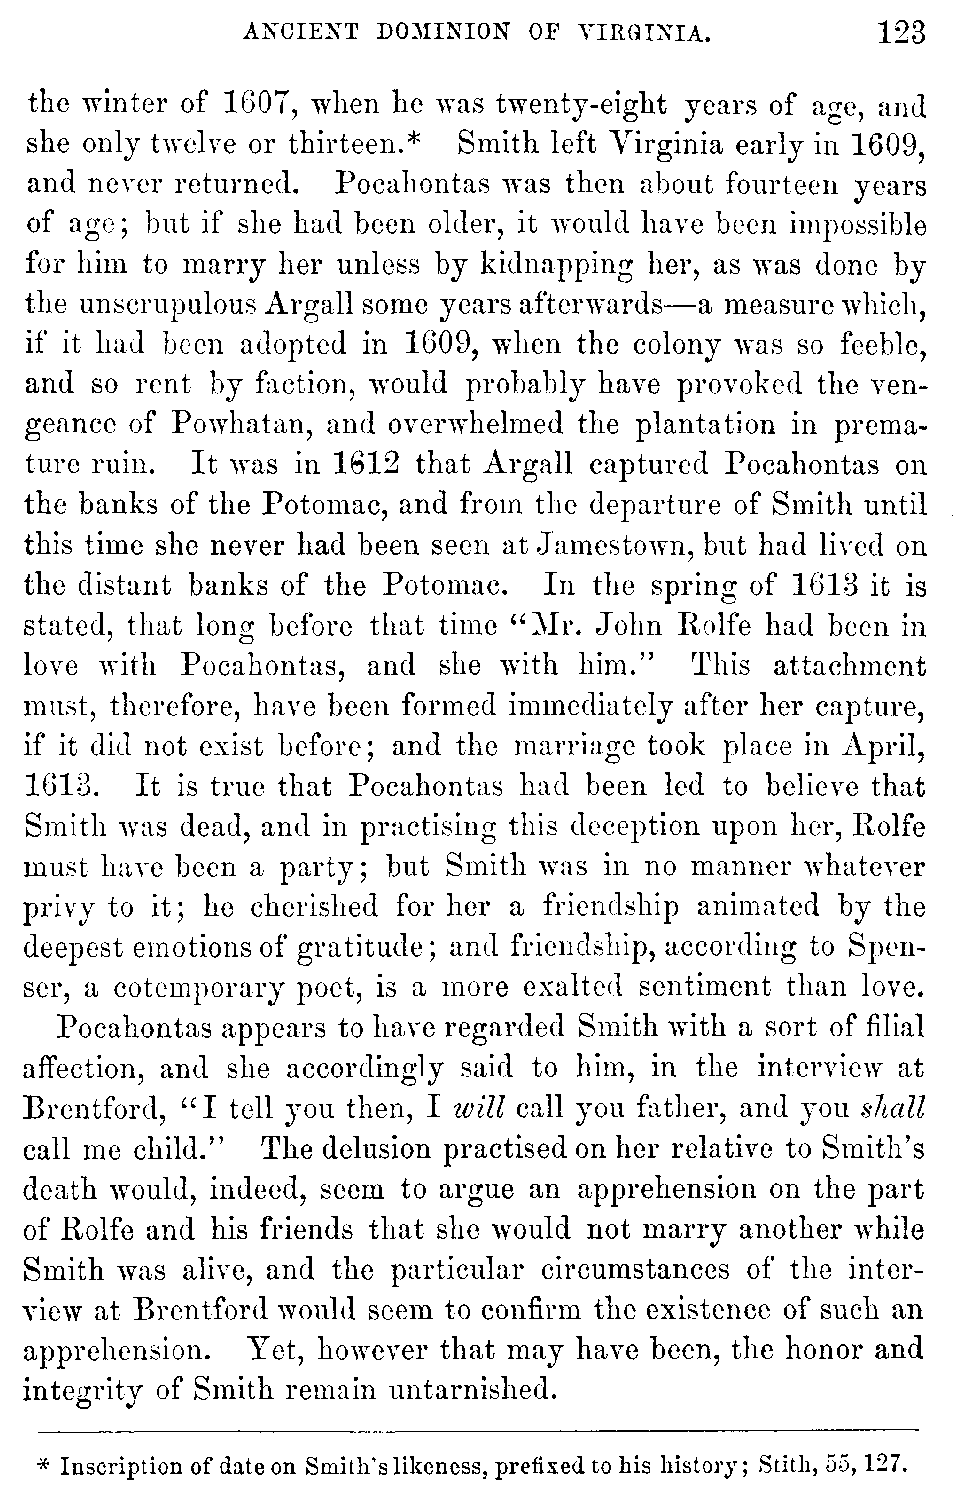 ANCIENT DOMINION OF VIRGINIA. 123
the winter of 1607, when he was twenty-eight years of age, and
she only twelve or thirteen.* Smith left Virginia early in 1609,
and never returned. Pocahontas was then about fourteen years
of age; but if she had been older, it would have been impossible
for him to marry her unless by kidnapping her, as was done by
the unscrupulous Argall some years afterwards—a measure which,
if it had been adopted in 1609, when the colony was so feeble,
and so rent by faction, would probably have provoked the ven-
geance of Powhatan, and overwhelmed the plantation in prema-
ture ruin. It was in 1612 that Argall captured Pocahontas on
the banks of the Potomac, and from the departure of Smith until
this time she never had been seen at Jamestown, but had lived on
the distant banks of the Potomac. In the spring of 1613 it is
stated, that long before that time "Mr. John Rolfe had been in
love with Pocahontas, and she with him." This attachment
must, therefore, have been formed immediately after her capture,
if it did not exist before; and the marriage took place in April,
1613. It is true that Pocahontas had been led to believe that
Smith was dead, and in practising this deception upon her, Rolfe
must have been a party; but Smith was in no manner whatever
privy to it; he cherished for her a friendship animated by the
deepest emotions of gratitude; and friendship, according to Spen-
ser, a cotemporary poet, is a more exalted sentiment than love.
Pocahontas appears to have regarded Smith with a sort of filial
affection, and she accordingly said to him, in the interview at
Brentford, "I tell you then, I will call you father, and you shall
call me child." The delusion practised on her relative to Smith's
death would, indeed, seem to argue an apprehension on the part
of Rolfe and his friends that she would not marry another while
Smith was alive, and the particular circumstances of the inter-
view at Brentford would seem to confirm the existence of such an
apprehension. Yet, however that may have been, the honor and
integrity of Smith remain untarnished.
* Inscription of date on Smith's likeness, prefixed to his history; Stith, 55, 127.